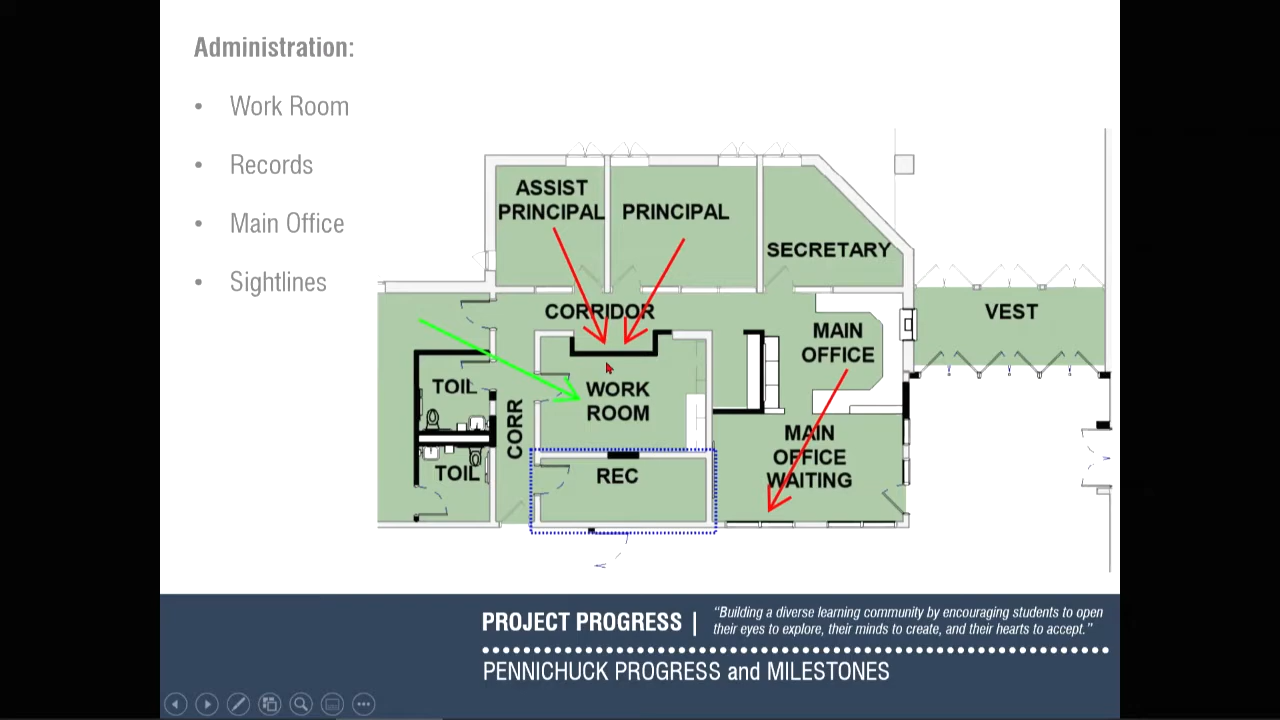 Administration:
• Work Room
• Records
• Main Office
• Sightlines
ASSIST
PRINCIPAL
PRINCIPAL
SECRETARY
CORRIDOR
VEST
MAIN
OFFICE
TOIL
WORK
ROOM
CORR
MAIN
OFFICE
WAITING
TOIL
REC
PROJECT PROGRESS |
“Building a diverse learning community by encouraging students to open
their eyes to explore, their minds to create, and their hearts to accept.”
PENNICHUCK PROGRESS and MILESTONES